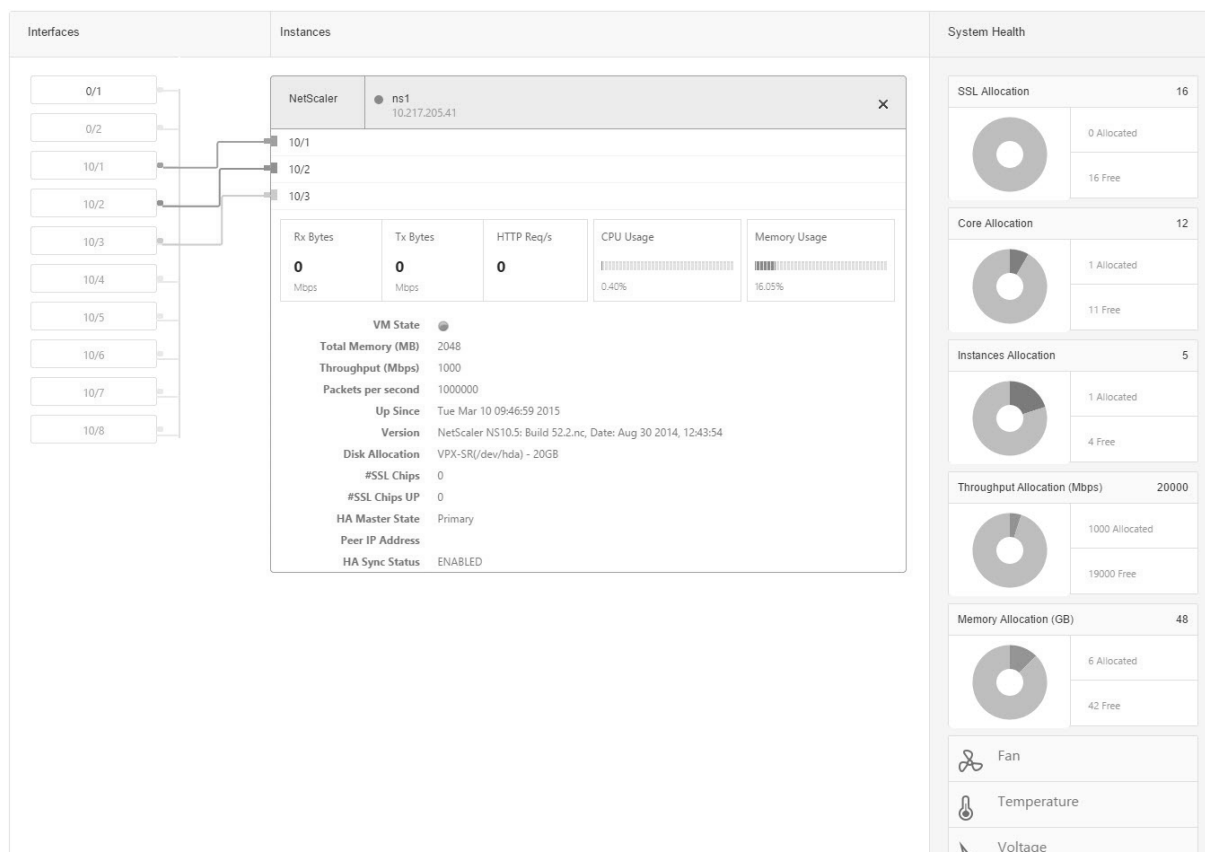 Interfaces
Instances
System Health
0/1
0/2
10/1
10/2
10/3
10/4
10/5
10/6
10/7
10/8
NetScaler
ns1
10.217.205.41
×
10/1
10/2
10/3
Rx Bytes
0
Mbps
Tx Bytes
0
Mbps
HTTP Req/s
0
CPU Usage
0.40%
Memory Usage
16.05%
VM State
Total Memory (MB) 2048
Throughput (Mbps) 1000
Packets per second 1000000
Up Since Tue Mar 10 09:46:59 2015
Version NetScaler NS10.5: Build 52.2.nc, Date: Aug 30 2014, 12:43:54
Disk Allocation VPX-SR(/dev/hda) - 20GB
#SSL Chips 0
#SSL Chips UP 0
HA Master State Primary
Peer IP Address
HA Sync Status ENABLED
SSL Allocation 16
0 Allocated
16 Free
Core Allocation 12
1 Allocated
11 Free
Instances Allocation 5
1 Allocated
4 Free
Throughput Allocation (Mbps) 20000
1000 Allocated
19000 Free
Memory Allocation (GB) 48
6 Allocated
42 Free
Fan
Temperature
Voltage